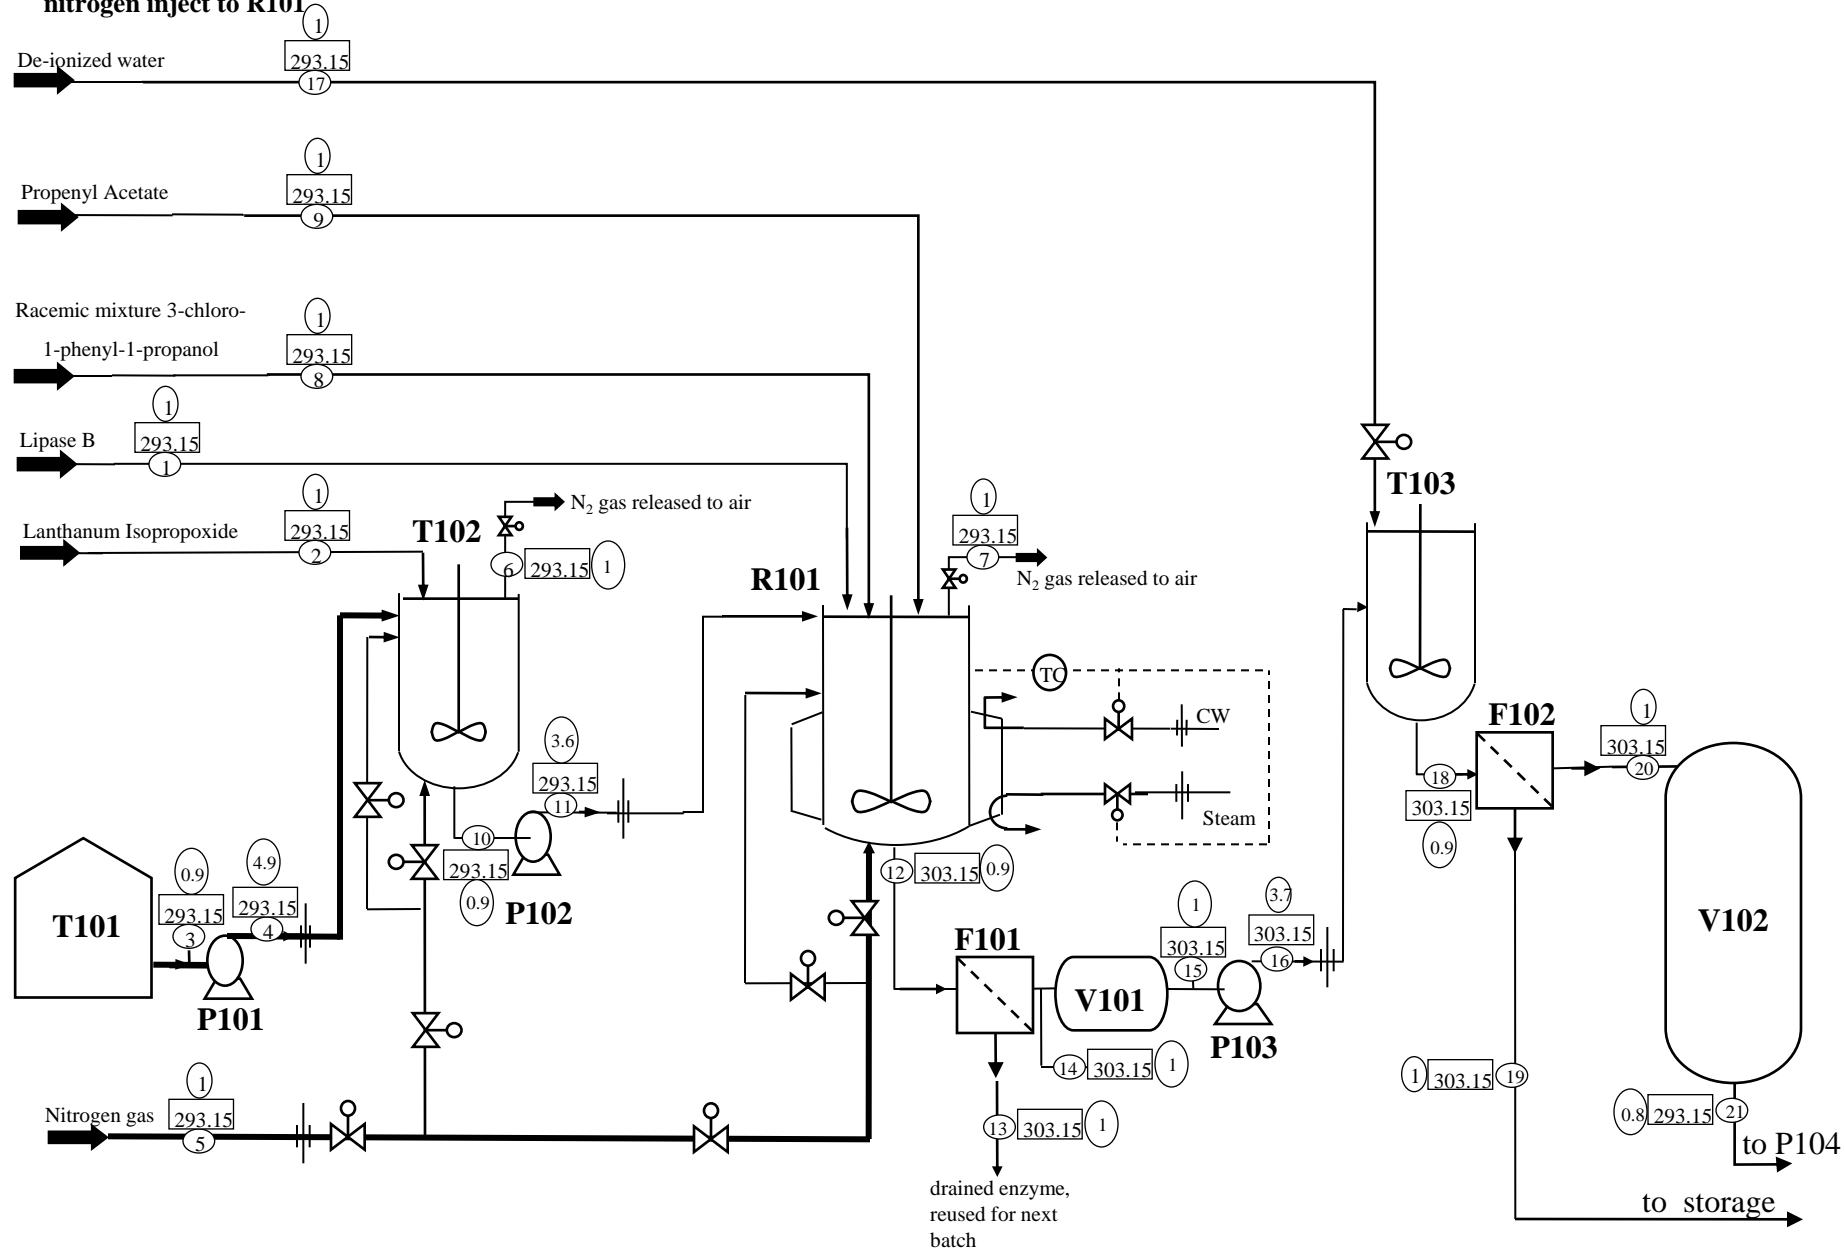 nitrogen inject to R101
1
De-ionized water
293.15
17
1
Propenyl Acetate
293.15
9
Racemic mixture 3-chloro-
1
1-phenyl-1-propanol
293.15
8
1
Lipase B
293.15
1
1
Lanthanum Isopropoxide
293.15
2
T102
N2 gas released to air
6
293.15
1
R101
1
293.15
7
N2 gas released to air
T103
TC
CW
Steam
3.6
293.15
11
10
293.15
0.9
P102
T101
0.9
293.15
3
4.9
293.15
4
P101
12
303.15
0.9
F101
V101
1
303.15
15
3.7
303.15
16
P103
14
303.15
1
13
303.15
1
drained enzyme,
reused for next
batch
Nitrogen gas
1
293.15
5
F102
18
303.15
0.9
1
303.15
20
V102
1
303.15
19
0.8
293.15
21
to P104
to storage